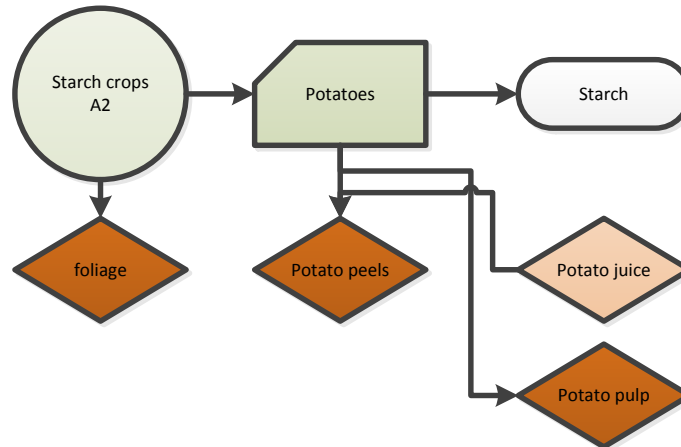 Starch crops
A2
Potatoes
Starch
foliage
Potato peels
Potato juice
Potato pulp